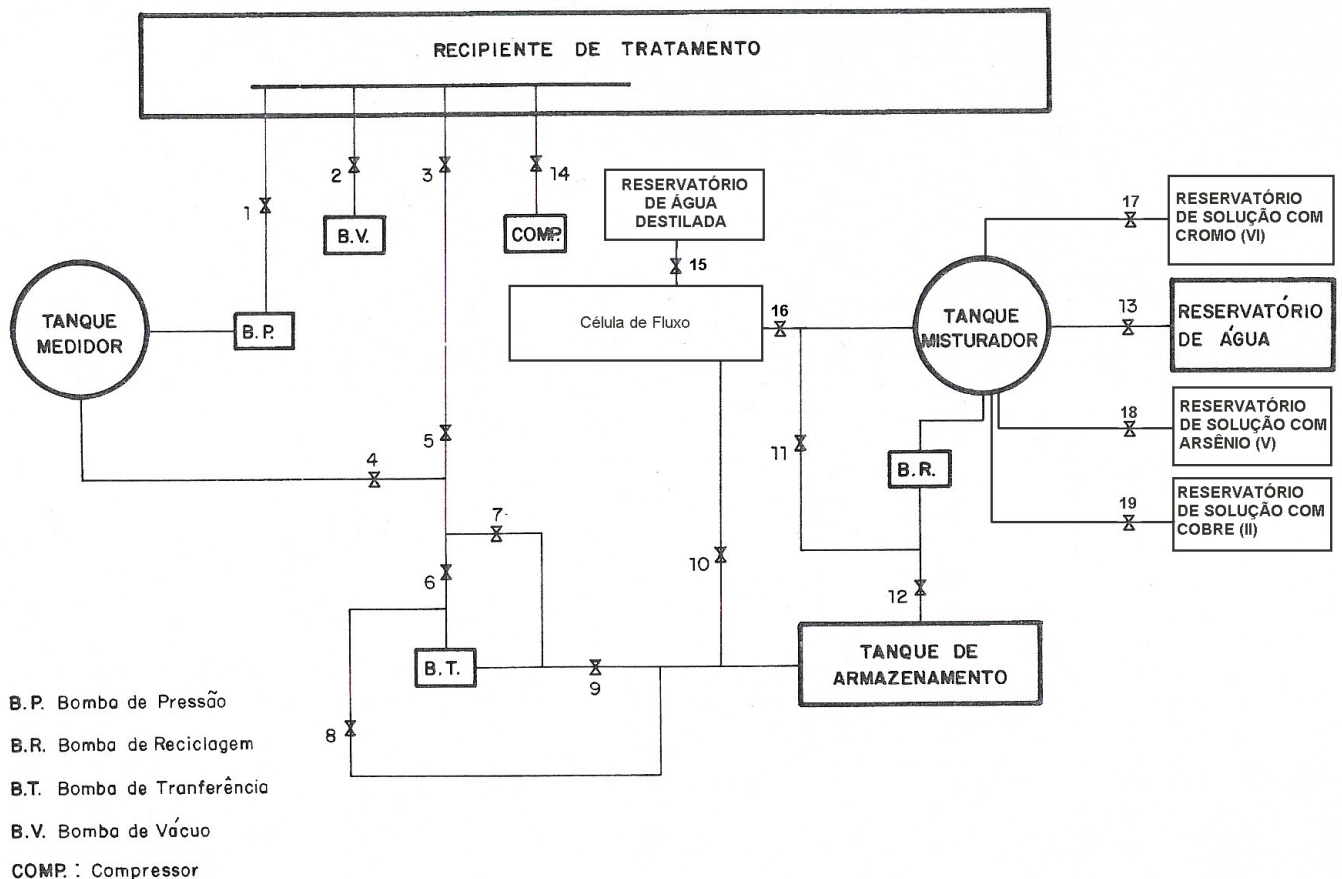 RECIPIENTE DE TRATAMENTO
2
3
14
1
B.V.
COMP.
RESERVATÓRIO
DE ÁGUA
DESTILADA
15
17
RESERVATÓRIO
DE SOLUÇÃO COM
CROMO (VI)
TANQUE
MEDIDOR
B.P.
Célula de Fluxo
16
TANQUE
MISTURADOR
13
RESERVATÓRIO
DE ÁGUA
5
4
11
B.R.
18
RESERVATÓRIO
DE SOLUÇÃO COM
ARSÊNIO (V)
19
RESERVATÓRIO
DE SOLUÇÃO COM
COBRE (II)
7
6
10
12
B.T.
9
8
TANQUE DE
ARMAZENAMENTO
B.P. Bomba de Pressão
B.R. Bomba de Reciclagem
B.T. Bomba de Tranferência
B.V. Bomba de Vácuo
COMP. : Compressor